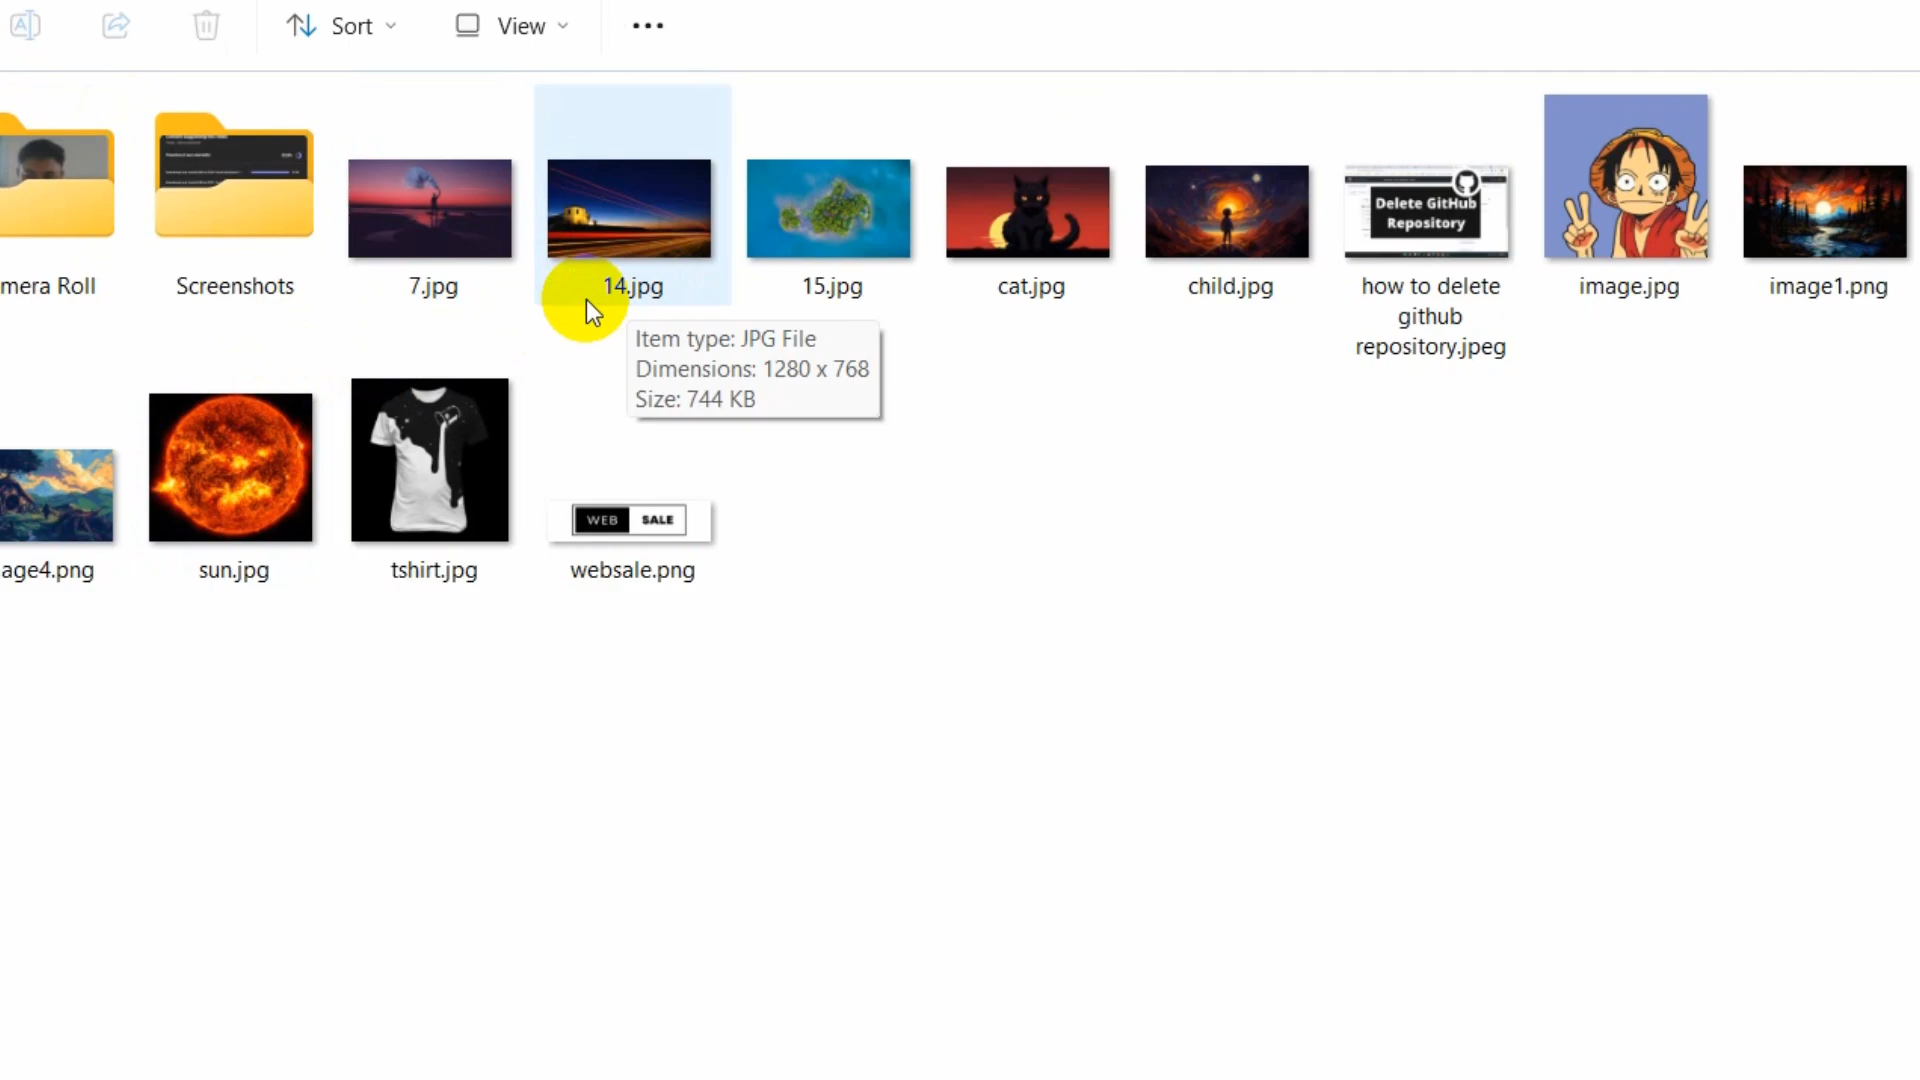 Sort
View
mera Roll
Screenshots
7.jpg
14.jpg
15.jpg
cat.jpg
child.jpg
Delete GitHub
Repository
how to delete
github
repository.jpeg
image.jpg
image1.png
Item type: JPG File
Dimensions: 1280 x 768
Size: 744 KB
age4.png
sun.jpg
tshirt.jpg
WEB SALE
websale.png